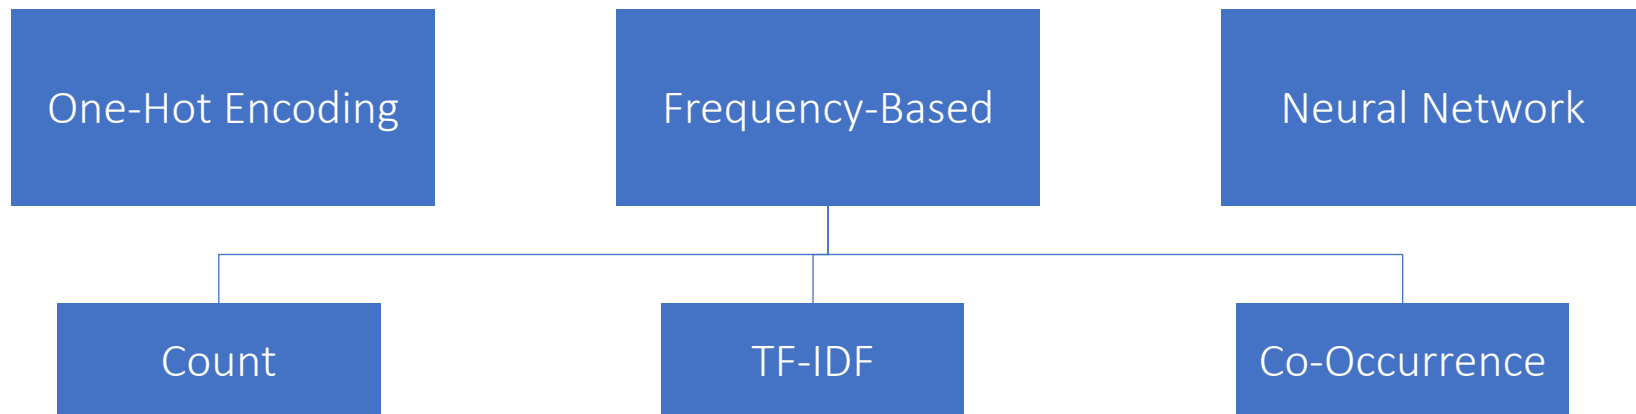 One-Hot Encoding
Frequency-Based
Neural Network
Count
TF-IDF
Co-Occurrence